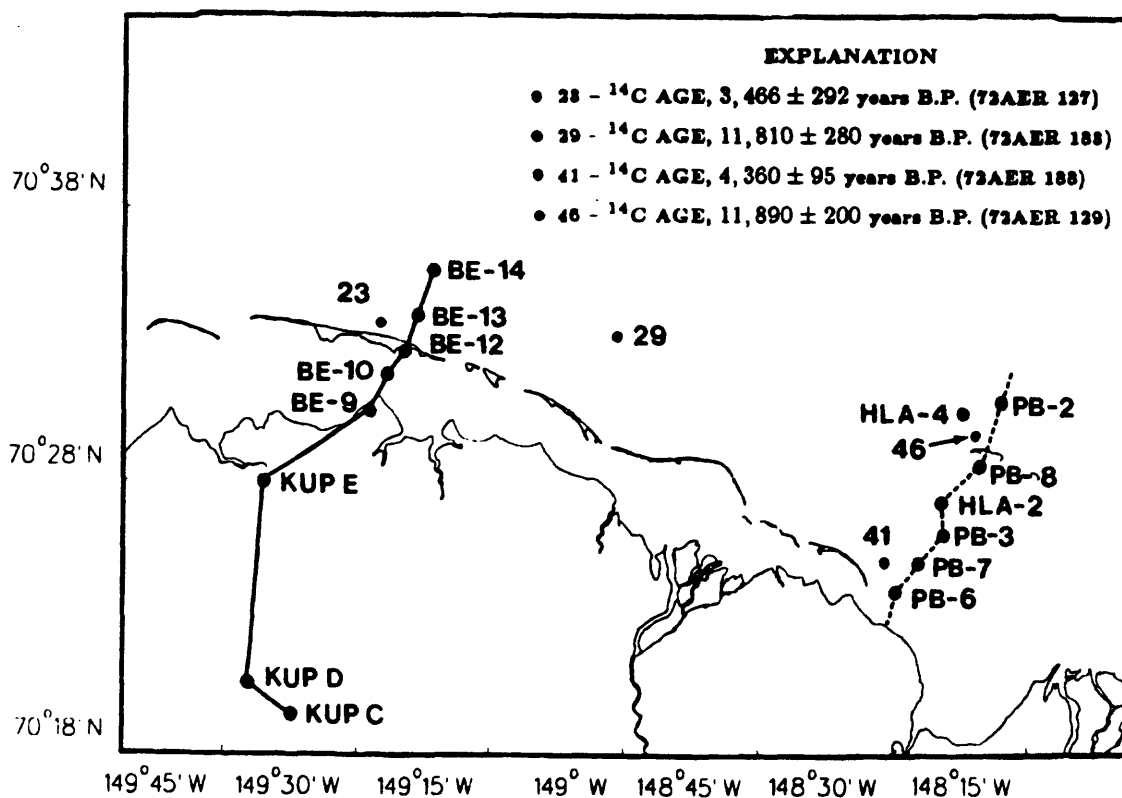 EXPLANATION
• 23 - ¹⁴C AGE, 3,466 ± 292 years B.P. (72AER 127)
• 29 - ¹⁴C AGE, 11,810 ± 280 years B.P. (72AER 188)
• 41 - ¹⁴C AGE, 4,360 ± 95 years B.P. (72AER 188)
• 46 - ¹⁴C AGE, 11,890 ± 200 years B.P. (72AER 129)
70°38' N
BE-14
23
BE-13
29
BE-12
BE-10
BE-9
HLA-4
PB-2
46
70°28' N
PB-8
KUP E
HLA-2
PB-3
41
PB-7
PB-6
KUP D
KUP C
70°18' N
149°45' W 149°30' W 149°15' W 149° W 148°45' W 148°30' W 148°15' W